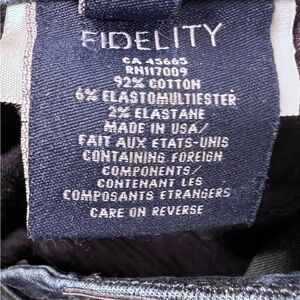 FIDELITY
CA 45665
RN117009
92% COTTON
6% ELASTOMULTIESTER
2% ELASTANE
MADE IN USA/
FAIT AUX ETATS-UNIS
CONTAINING FOREIGN
COMPONENTS/
CONTENANT LES
COMPOSANTS ETRANGERS
CARE ON REVERSE